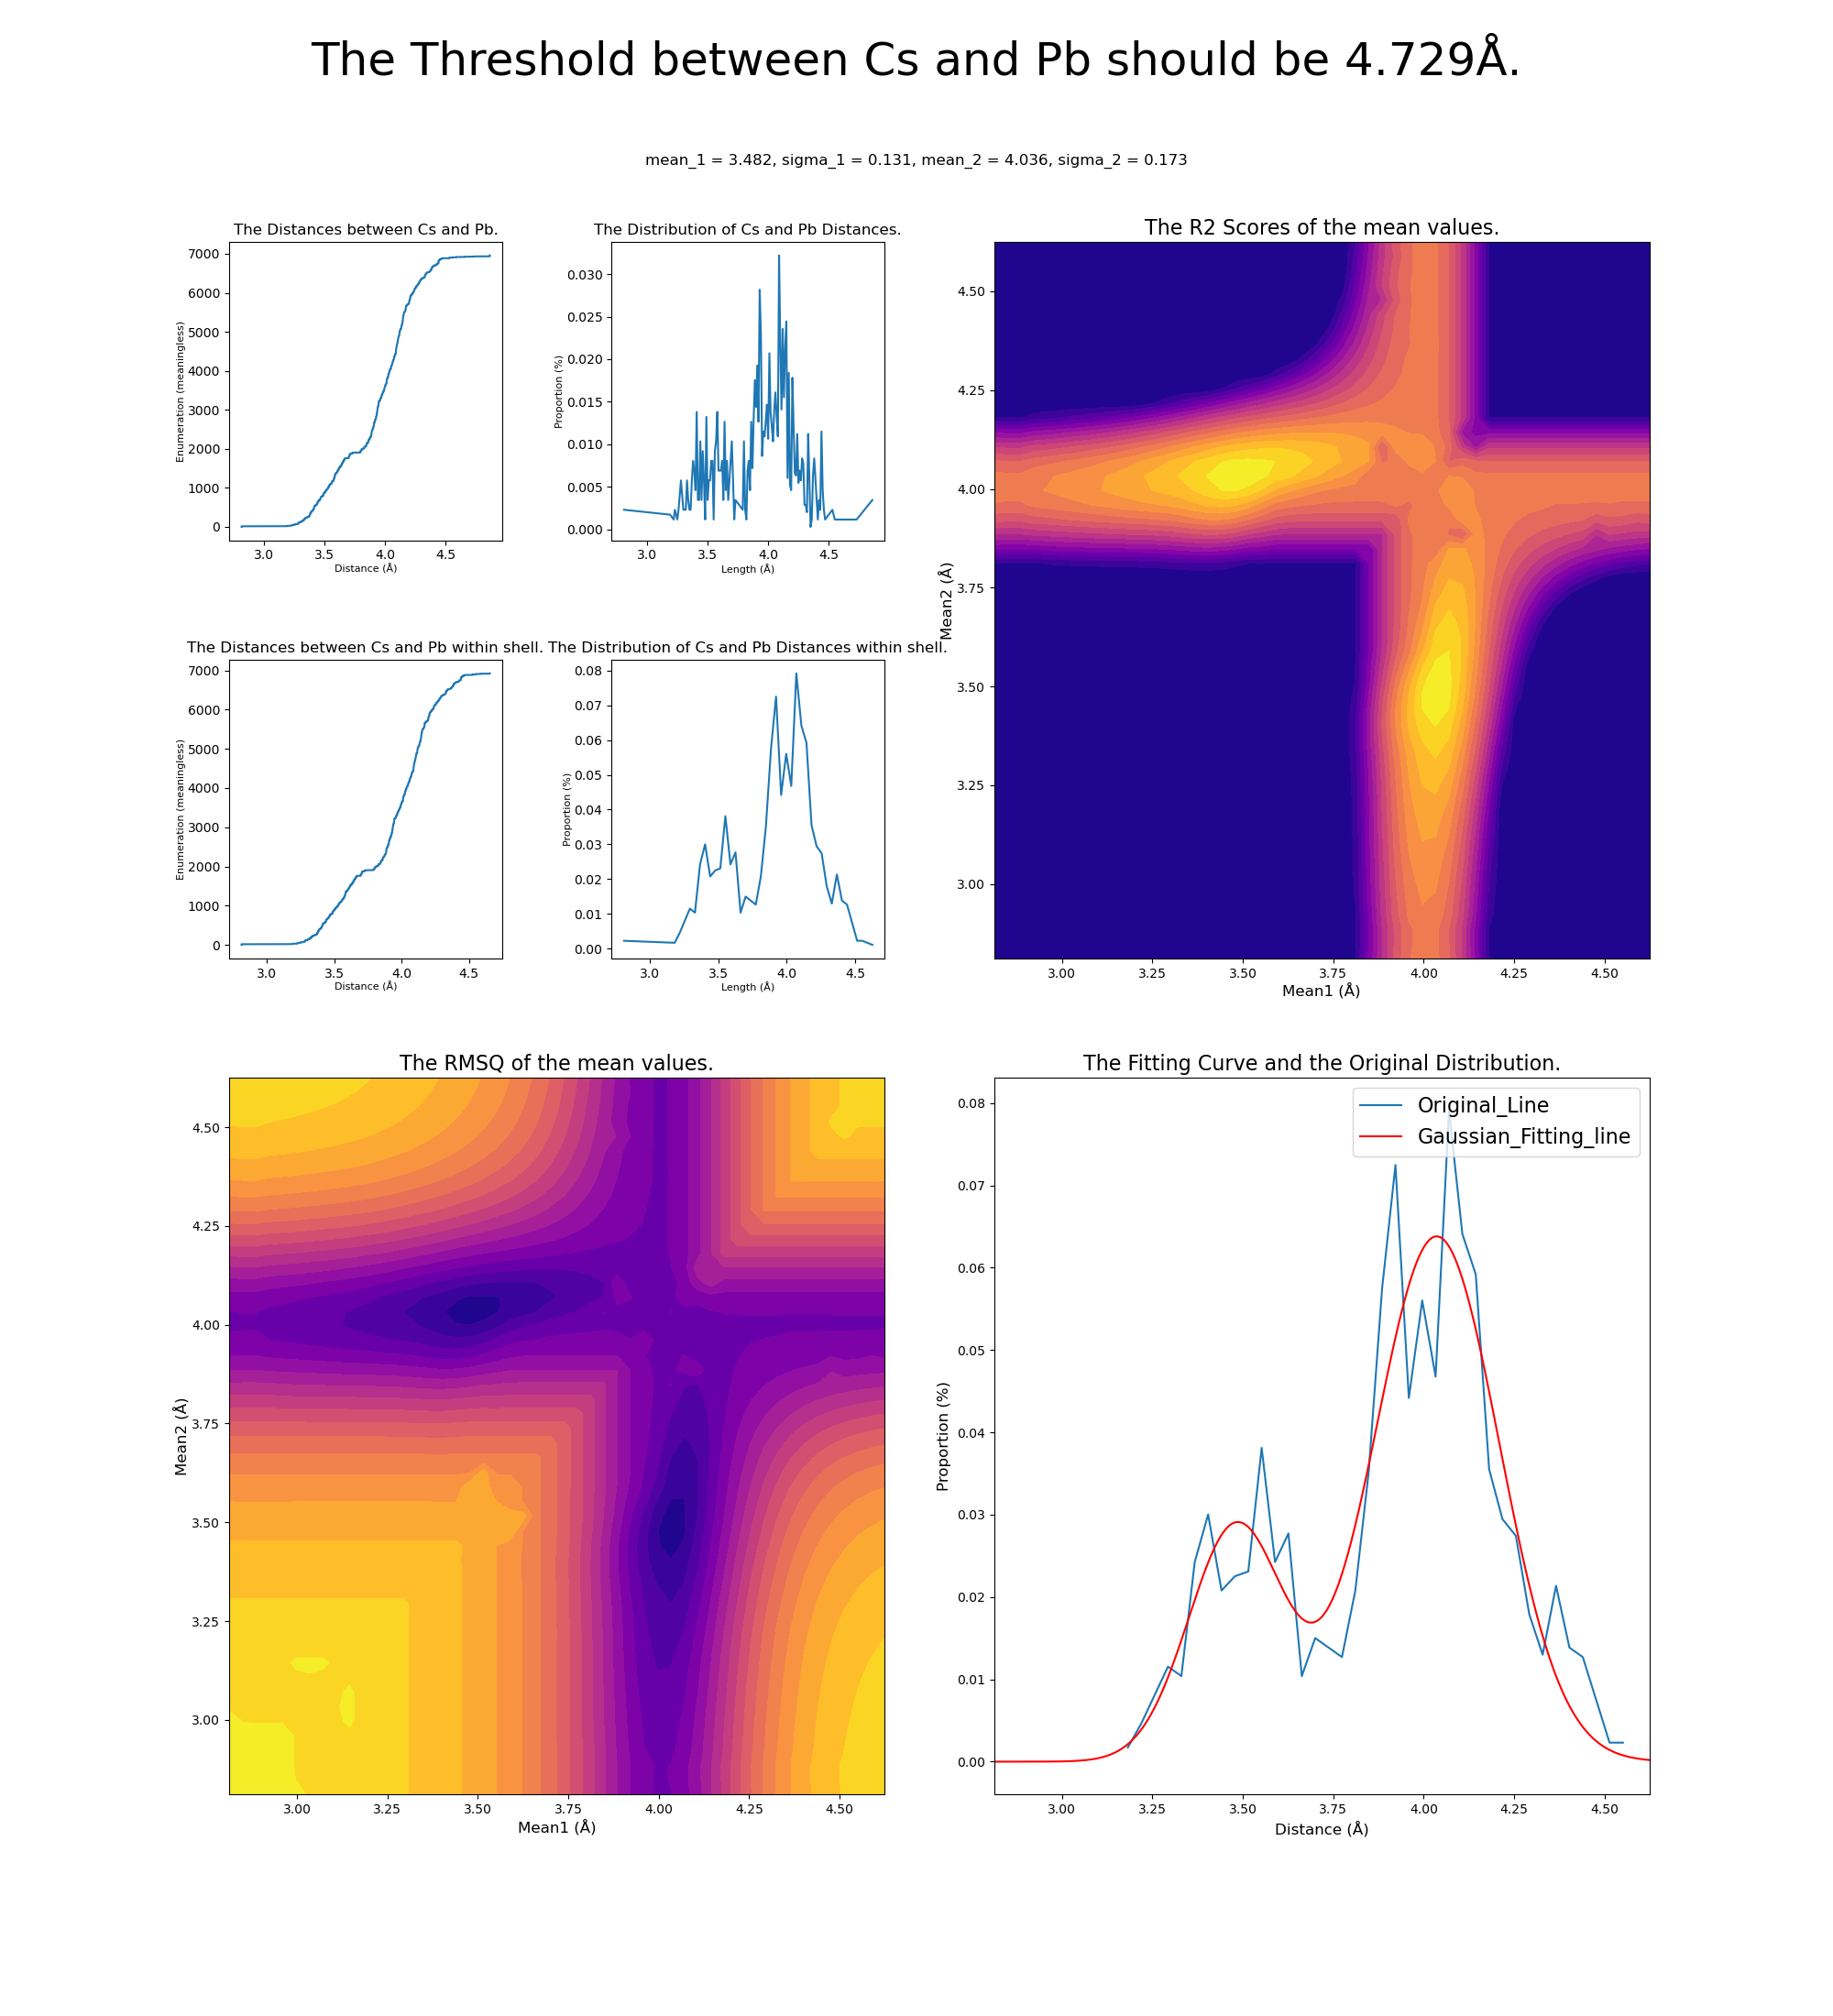 The Threshold between Cs and Pb should be 4.729Å.
mean_1 = 3.482, sigma_1 = 0.131, mean_2 = 4.036, sigma_2 = 0.173
The Distances between Cs and Pb.
Enumeration (meaningless)
7000
6000
5000
4000
3000
2000
1000
0
3.0 3.5 4.0 4.5
Distance (Å)
The Distribution of Cs and Pb Distances.
Proportion (%)
0.030
0.025
0.020
0.015
0.010
0.005
0.000
3.0 3.5 4.0 4.5
Length (Å)
The R2 Scores of the mean values.
Mean2 (Å)
4.50
4.25
4.00
3.75
3.50
3.25
3.00
3.00 3.25 3.50 3.75 4.00 4.25 4.50
Mean1 (Å)
The Distances between Cs and Pb within shell.
Enumeration (meaningless)
7000
6000
5000
4000
3000
2000
1000
0
3.0 3.5 4.0 4.5
Distance (Å)
The Distribution of Cs and Pb Distances within shell.
Proportion (%)
0.08
0.07
0.06
0.05
0.04
0.03
0.02
0.01
0.00
3.0 3.5 4.0 4.5
Length (Å)
The RMSQ of the mean values.
Mean2 (Å)
4.50
4.25
4.00
3.75
3.50
3.25
3.00
3.00 3.25 3.50 3.75 4.00 4.25 4.50
Mean1 (Å)
The Fitting Curve and the Original Distribution.
Original_Line
Gaussian_Fitting_line
Proportion (%)
0.08
0.07
0.06
0.05
0.04
0.03
0.02
0.01
0.00
3.00 3.25 3.50 3.75 4.00 4.25 4.50
Distance (Å)